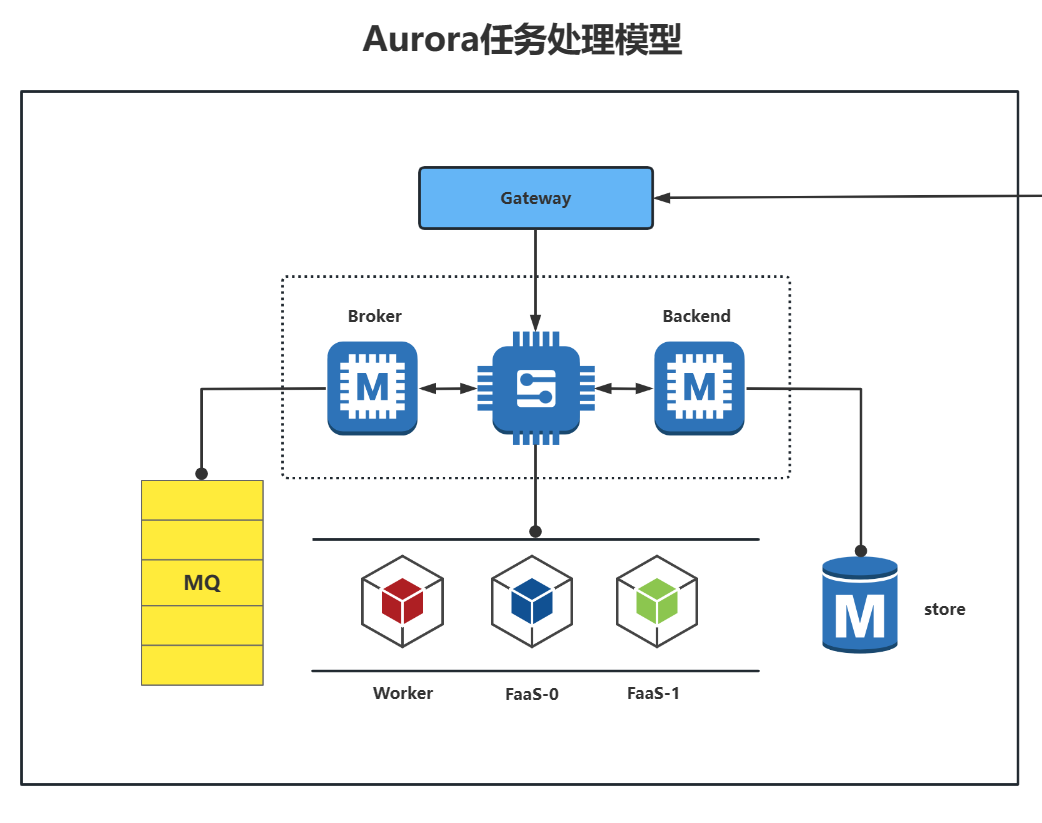 Aurora任务处理模型
Gateway
Broker
Backend
M
M
MQ
M
store
Worker
FaaS-0
FaaS-1